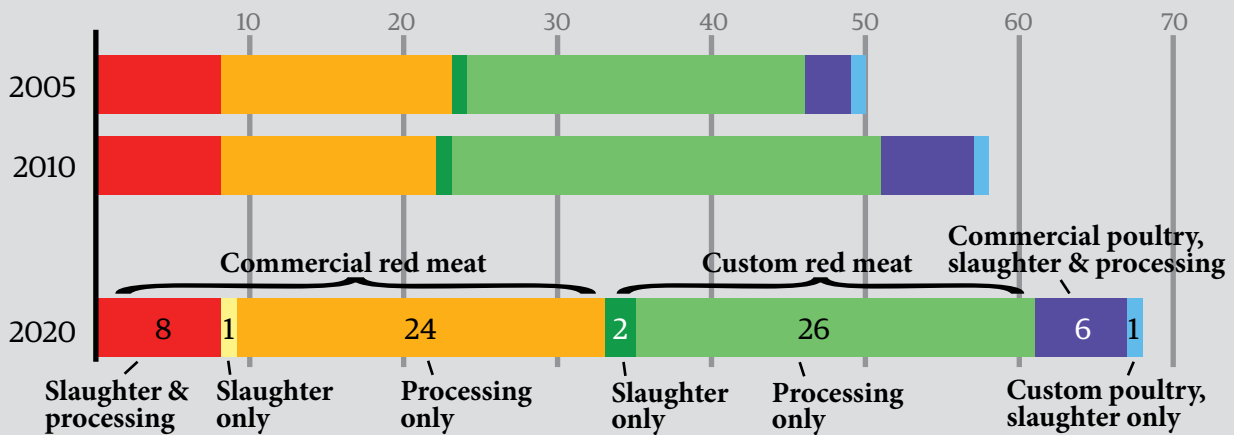 10 20 30 40 50 60 70
2005
2010
Commercial poultry,
slaughter & processing
Commercial red meat
Custom red meat
2020
8 1 24 2 26 6 1
Slaughter &
processing
Slaughter
only
Processing
only
Slaughter
only
Processing
only
Custom poultry,
slaughter only